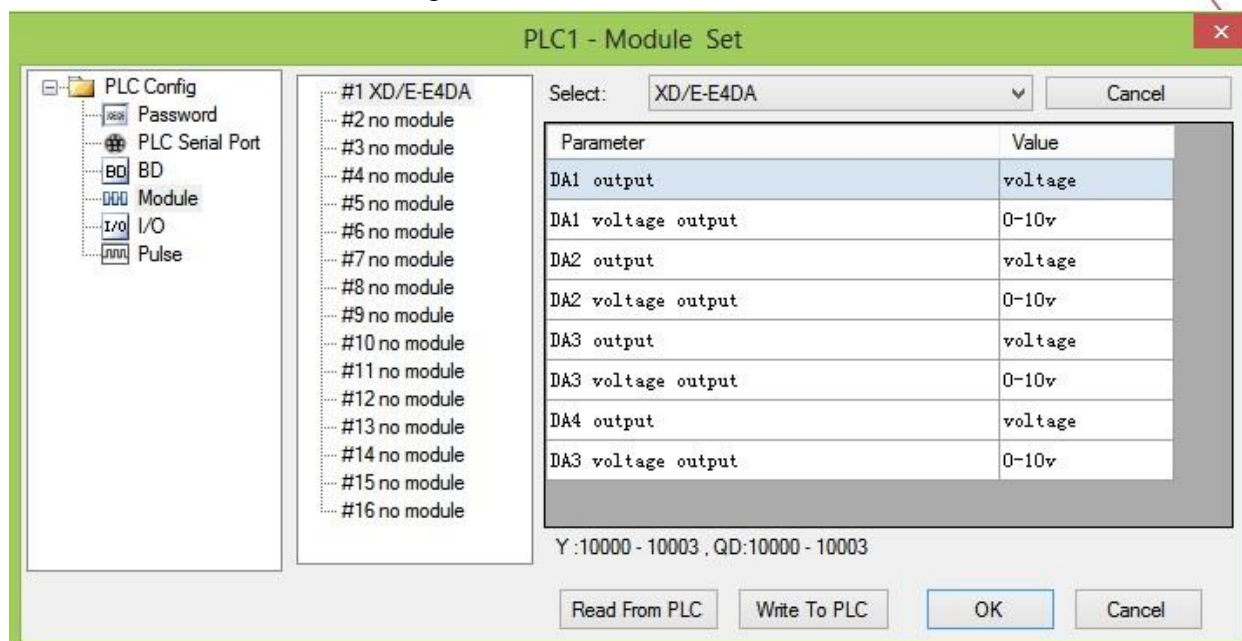 PLC1 - Module Set
PLC Config
Password
PLC Serial Port
BD BD
Module
I/O I/O
Pulse
#1 XD/E-E4DA
#2 no module
#3 no module
#4 no module
#5 no module
#6 no module
#7 no module
#8 no module
#9 no module
#10 no module
#11 no module
#12 no module
#13 no module
#14 no module
#15 no module
#16 no module
Select: XD/E-E4DA Cancel
Parameter Value
DA1 output voltage
DA1 voltage output 0-10v
DA2 output voltage
DA2 voltage output 0-10v
DA3 output voltage
DA3 voltage output 0-10v
DA4 output voltage
DA3 voltage output 0-10v
Y :10000 - 10003 , QD:10000 - 10003
Read From PLC Write To PLC OK Cancel